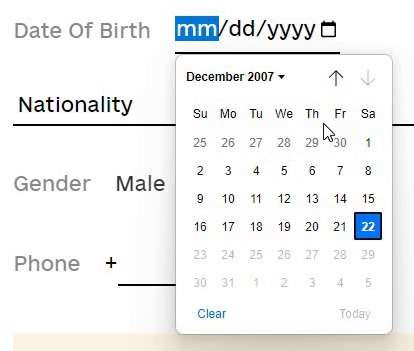 Date Of Birth mm/dd/yyyy
December 2007
Su Mo Tu We Th Fr Sa
25 26 27 28 29 30 1
2 3 4 5 6 7 8
9 10 11 12 13 14 15
16 17 18 19 20 21 22
23 24 25 26 27 28 29
30 31 1 2 3 4 5
Clear Today
Nationality
Gender Male
Phone +